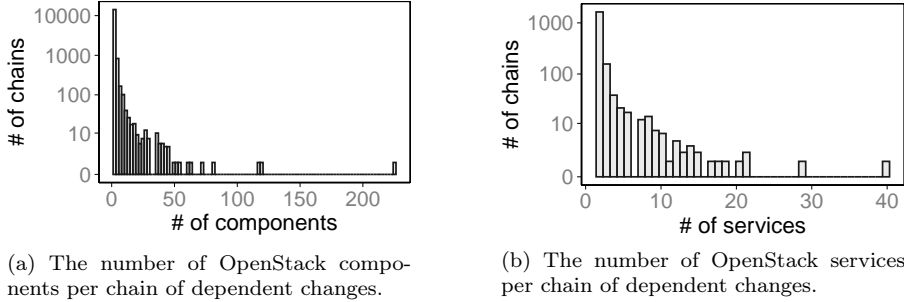 10000
1000
100
10
0
# of chains
0 50 100 150 200
# of components
(a) The number of OpenStack compo-
nents per chain of dependent changes.
1000
100
10
0
# of chains
0 10 20 30 40
# of services
(b) The number of OpenStack services
per chain of dependent changes.